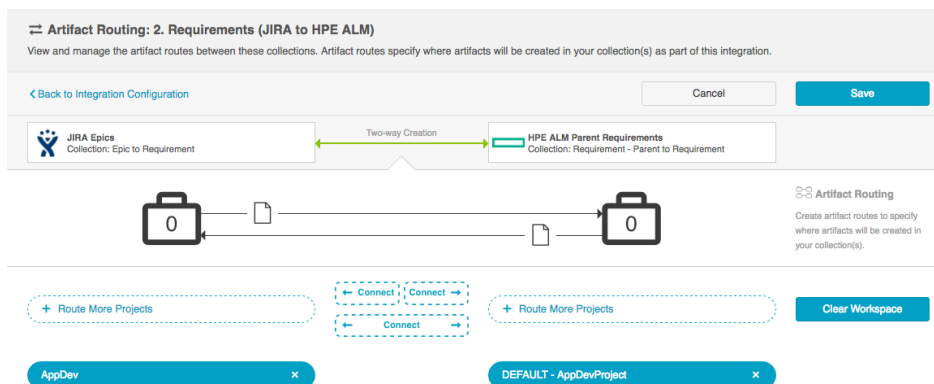 Artifact Routing: 2. Requirements (JIRA to HPE ALM)
View and manage the artifact routes between these collections. Artifact routes specify where artifacts will be created in your collection(s) as part of this integration.
Back to Integration Configuration
Cancel
Save
JIRA Epics
Collection: Epic to Requirement
Two-way Creation
HPE ALM Parent Requirements
Collection: Requirement - Parent to Requirement
0
0
Artifact Routing
Create artifact routes to specify
where artifacts will be created in
your collection(s).
+ Route More Projects
← Connect
Connect →
← Connect →
+ Route More Projects
Clear Workspace
AppDev ×
DEFAULT - AppDevProject ×